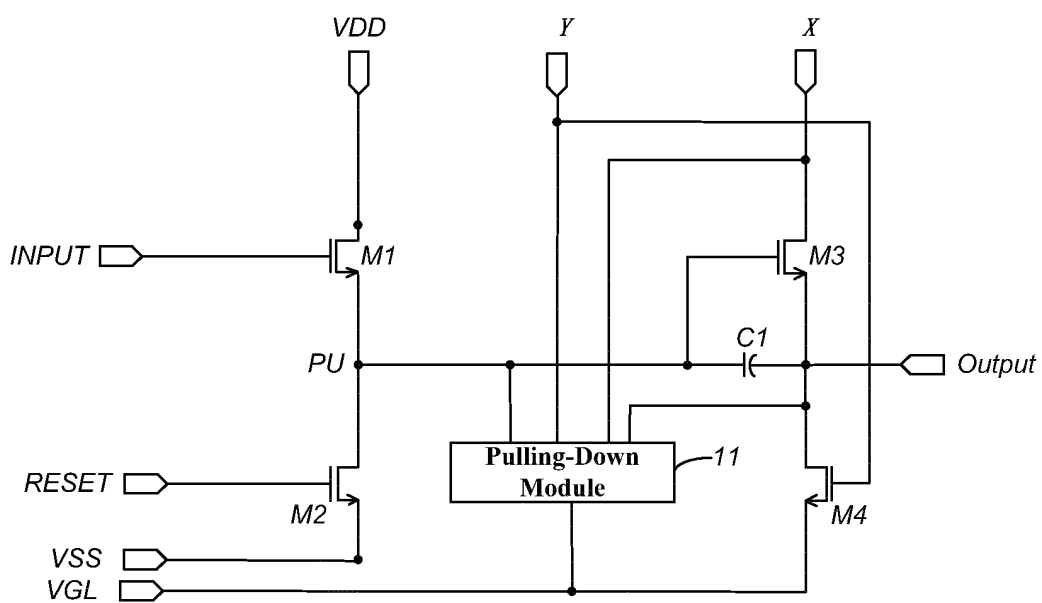 VDD
Y
X
INPUT
M1
M3
C1
PU
Output
Pulling-Down
Module
11
RESET
M2
M4
VSS
VGL